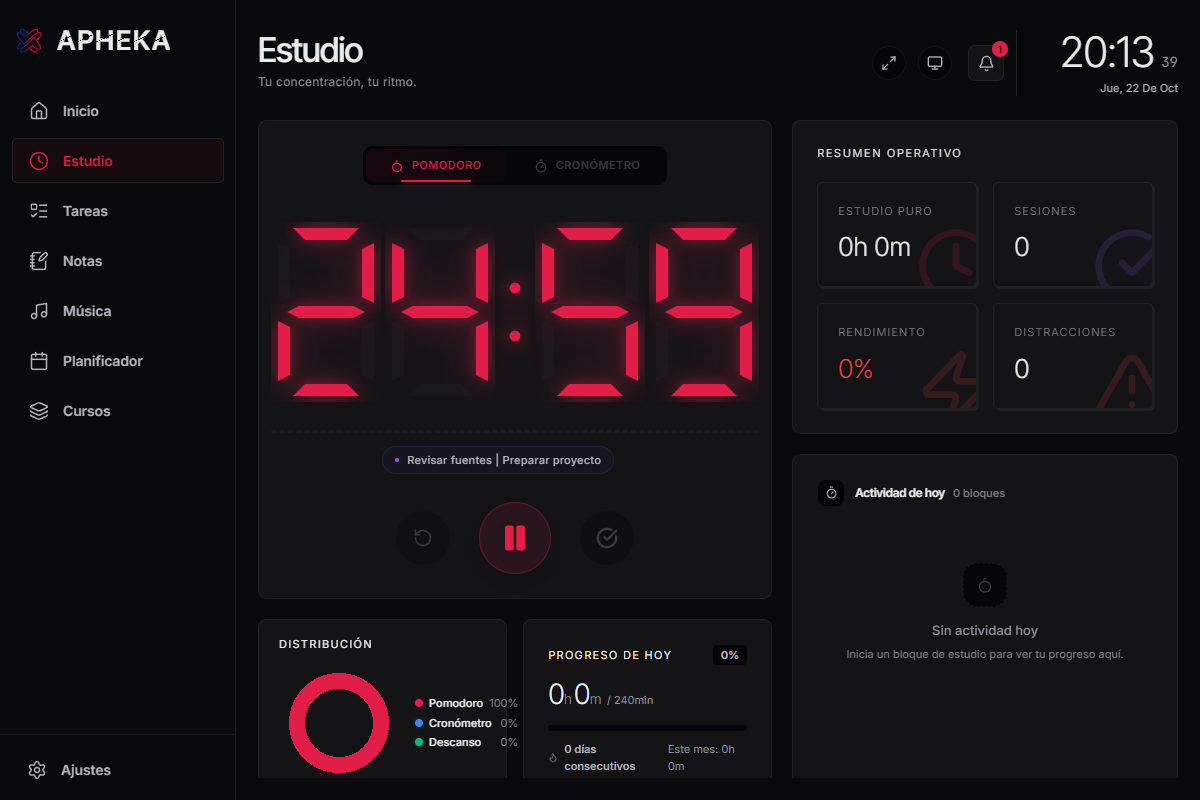 APHEKA
Inicio
Estudio
Tareas
Notas
Música
Planificador
Cursos
Ajustes
Estudio
Tu concentración, tu ritmo.
1
20:13 39
Jue, 22 De Oct
POMODORO
CRONÓMETRO
24:59
Revisar fuentes | Preparar proyecto
DISTRIBUCIÓN
Pomodoro 100%
Cronómetro 0%
Descanso 0%
PROGRESO DE HOY 0%
0h 0m / 240min
0 días
consecutivos
Este mes: 0h
0m
RESUMEN OPERATIVO
ESTUDIO PURO
0h 0m
SESIONES
0
RENDIMIENTO
0%
DISTRACCIONES
0
Actividad de hoy 0 bloques
Sin actividad hoy
Inicia un bloque de estudio para ver tu progreso aquí.